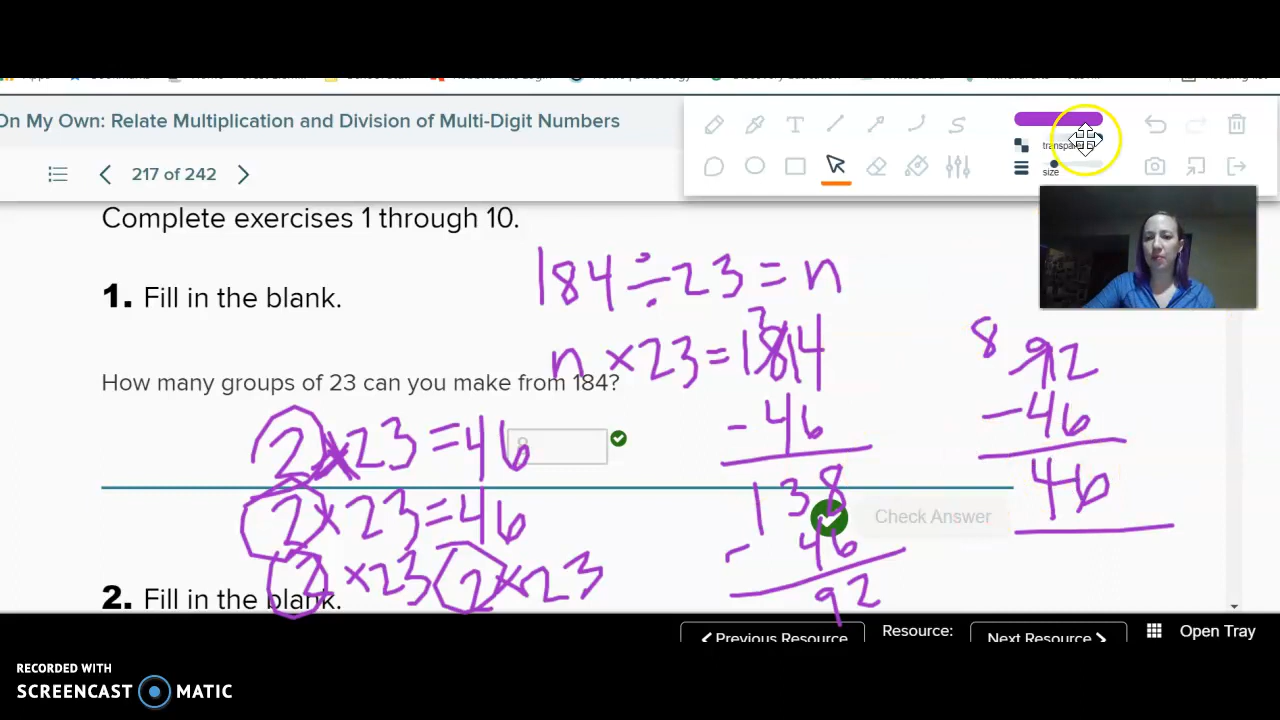 On My Own: Relate Multiplication and Division of Multi-Digit Numbers
217 of 242
T
transpa
size
Complete exercises 1 through 10.
184 ÷ 23 = n
1. Fill in the blank.
n × 23 = 184
How many groups of 23 can you make from 184?
8 92
- 46
46
- 46
2 × 23 = 46
8
138
2 × 23 = 46
Check Answer
- 46
2 × 23 2 × 23
92
2. Fill in the blank.
Previous Resource
Resource:
Next Resource
Open Tray
RECORDED WITH
SCREENCAST MATIC